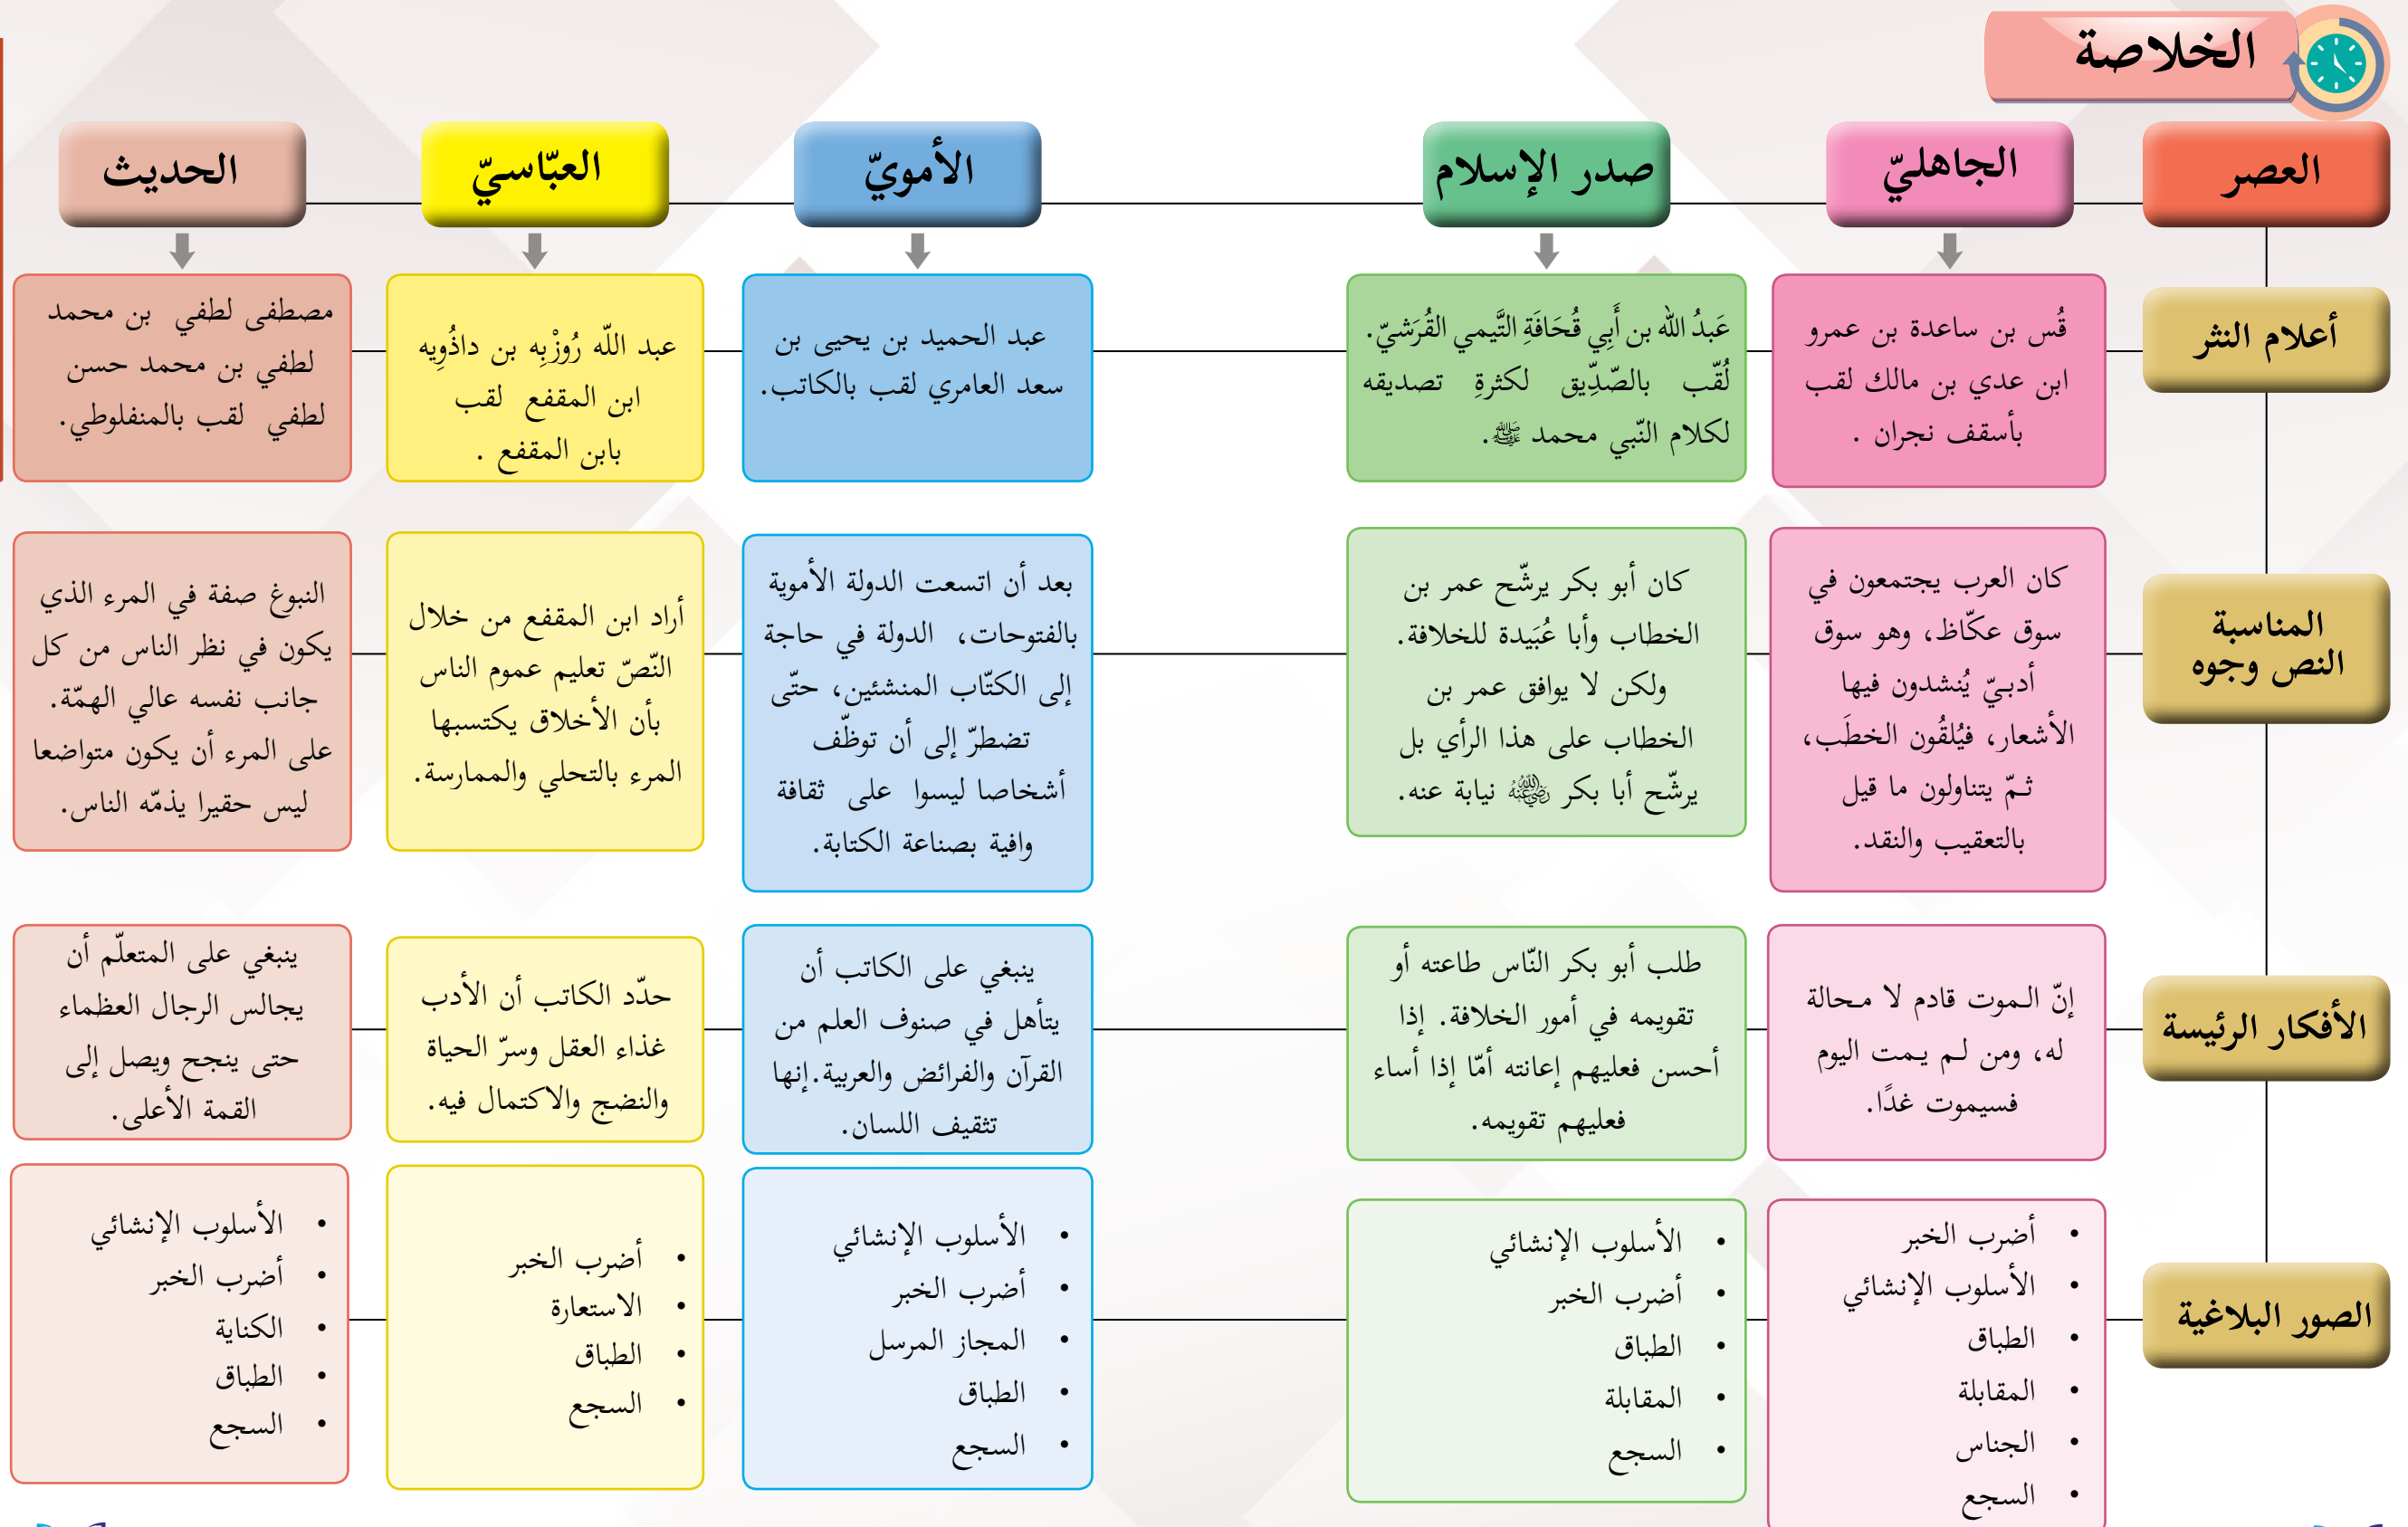 الخلاصة
العصر
الجاهليّ
صدر الإسلام
الأمويّ
العبّاسيّ
الحديث
أعلام النثر
قُس بن ساعدة بن عمرو
ابن عدي بن مالك لقب
بأسقف نجران .
عَبدُ الله بن أَبِي قُحَافَةِ التَّيمي القُرَشيّ.
لُقّب بالصّدِّيق لكثرةِ تصديقه
لكلام النّبي محمد ﷺ.
عبد الحميد بن يحيى بن
سعد العامري لقب بالكاتب.
عبد اللّه رُوزْبِه بن داذُوِيه
ابن المقفع لقب
بابن المقفع .
مصطفى لطفي بن محمد
لطفي بن محمد حسن
لطفي لقب بالمنفلوطي.
المناسبة
النص وجوه
كان العرب يجتمعون في
سوق عكّاظ، وهو سوق
أدبيّ يُنشدون فيها
الأشعار، فيُلقُون الخطَب،
ثمّ يتناولون ما قيل
بالتعقيب والنقد.
كان أبو بكر يرشّح عمر بن
الخطاب وأبا عُبَيدة للخلافة.
ولكن لا يوافق عمر بن
الخطاب على هذا الرأي بل
يرشّح أبا بكر رضي الله عنه نيابة عنه.
بعد أن اتسعت الدولة الأموية
بالفتوحات، الدولة في حاجة
إلى الكتّاب المنشئين، حتّى
تضطرّ إلى أن توظّف
أشخاصا ليسوا على ثقافة
وافية بصناعة الكتابة.
أراد ابن المقفع من خلال
النّصّ تعليم عموم الناس
بأن الأخلاق يكتسبها
المرء بالتحلي والممارسة.
النبوغ صفة في المرء الذي
يكون في نظر الناس من كل
جانب نفسه عالي الهمّة.
على المرء أن يكون متواضعا
ليس حقيرا يذمّه الناس.
الأفكار الرئيسة
إنّ الموت قادم لا محالة
له، ومن لم يمت اليوم
فسيموت غدًا.
طلب أبو بكر النّاس طاعته أو
تقويمه في أمور الخلافة. إذا
أحسن فعليهم إعانته أمّا إذا أساء
فعليهم تقويمه.
ينبغي على الكاتب أن
يتأهل في صنوف العلم من
القرآن والفرائض والعربية.إنها
تثقيف اللسان.
حدّد الكاتب أن الأدب
غذاء العقل وسرّ الحياة
والنضج والاكتمال فيه.
ينبغي على المتعلّم أن
يجالس الرجال العظماء
حتى ينجح ويصل إلى
القمة الأعلى.
الصور البلاغية
• أضرب الخبر
• الأسلوب الإنشائي
• الطباق
• المقابلة
• الجناس
• السجع
• الأسلوب الإنشائي
• أضرب الخبر
• الطباق
• المقابلة
• السجع
• الأسلوب الإنشائي
• أضرب الخبر
• المجاز المرسل
• الطباق
• السجع
• أضرب الخبر
• الاستعارة
• الطباق
• السجع
• الأسلوب الإنشائي
• أضرب الخبر
• الكناية
• الطباق
• السجع